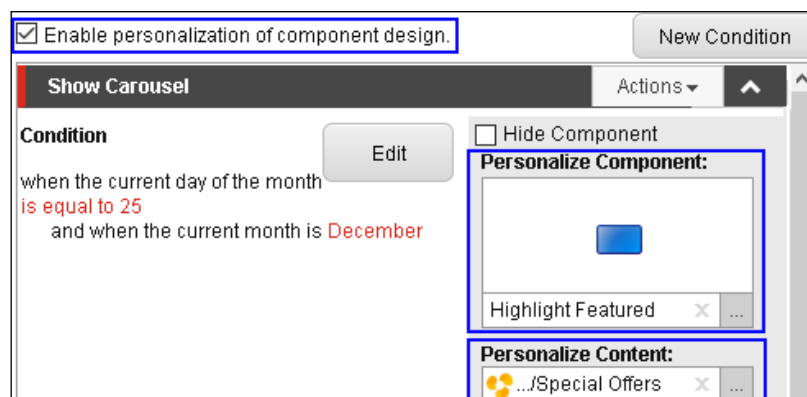 Enable personalization of component design.
New Condition
Show Carousel
Actions
Condition
Edit
when the current day of the month
is equal to 25
and when the current month is December
Hide Component
Personalize Component:
Highlight Featured x ...
Personalize Content:
.../Special Offers x ...